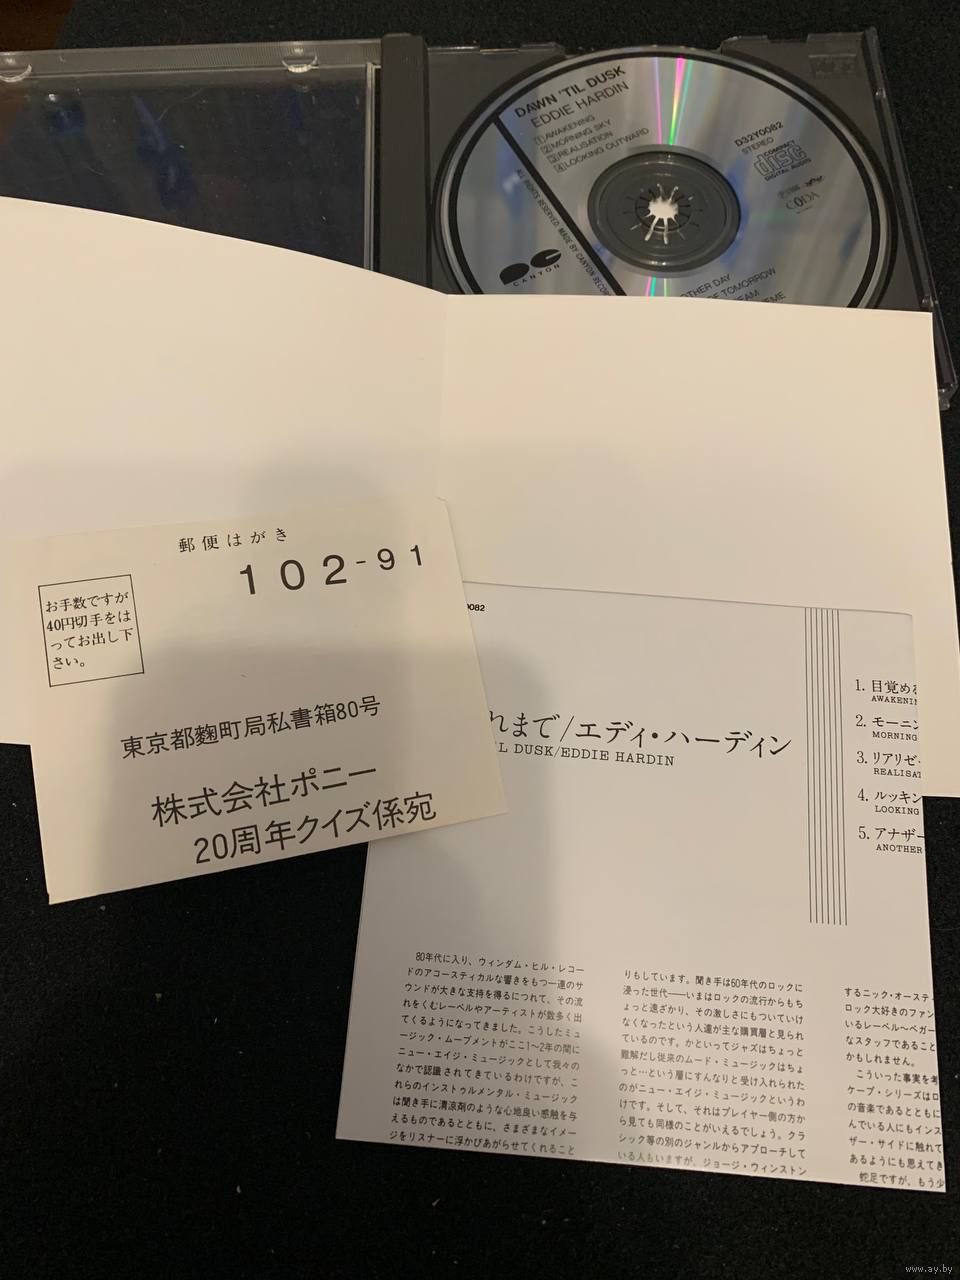 DAWN 'TIL DUSK
EDDIE HARDIN
1 AWAKENING
2 MORNING SKY
3 REALISATION
4 LOOKING OUTWARD
D32Y0082
STEREO
COMPACT
disc
DIGITAL AUDIO
CODA
ALL RIGHTS RESERVED. MADE BY CANYON RECOR
CANYON
OTHER DAY
OF TOMORROW
EAM
EME
郵便はがき
102-91
お手数ですが
40円切手をは
ってお出し下
さい。
東京都麴町局私書箱80号
株式会社ポニー
20周年クイズ係宛
0082
れまで/エディ・ハーディン
IL DUSK/EDDIE HARDIN
1. 目覚め
AWAKENIN
2. モーニン
MORNING
3. リアリゼ
REALISAT
4. ルッキン
LOOKING
5. アナザー
ANOTHER
80年代に入り、ウィンダム・ヒル・レコー
ドのアコースティカルな響きをもつ一連のサ
ウンドが大きな支持を得るにつれて、その流
れをくむレーベルやアーティストが数多く出
てくるようになってきました。こうしたミュ
ージック・ムーブメントがここ1〜2年の間に
ニュー・エイジ・ミュージックとして我々の
なかで認識されてきているわけですが、こ
れらのインストゥルメンタル・ミュージック
は聞き手に清涼剤のような心地良い感触を与
えるものであるとともに、さまざまなイメー
ジをリスナーに浮かびあがらせてくれること
りもしています。聞き手は60年代のロックに
浸った世代――いまはロックの流行からもち
ょっと遠ざかり、その激しさにもついていけ
なくなったという人達が主な購買層と見られ
ているのです。かといってジャズはちょっと
難解だし従来のムード・ミュージックはちょ
っと…という層にすんなりと受け入れられた
のがニュー・エイジ・ミュージックというわ
けです。そして、それはプレイヤー側の方か
ら見ても同様のことがいえるでしょう。クラ
シック等の別のジャンルからアプローチして
いる人もいますが、ジョージ・ウィンストン
するニック・オーステ
ロック大好きのファン
いるレーベル〜ベガー
なスタッフであること
かもしれません。
こういった事実を考
ケープ・シリーズはロ
の音楽であるとともに
んでいる人にもインス
ザー・サイドに触れて
あるようにも思えてき
蛇足ですが、もう少
www.ay.by